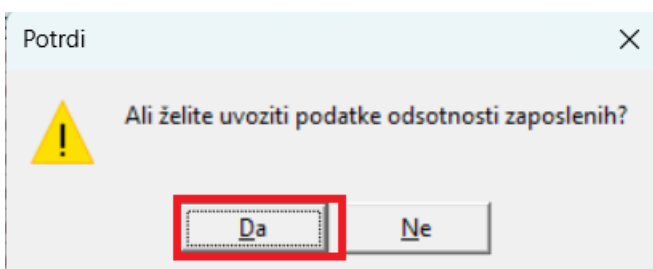 Potrdi
Ali želite uvoziti podatke odsotnosti zaposlenih?
Da
Ne